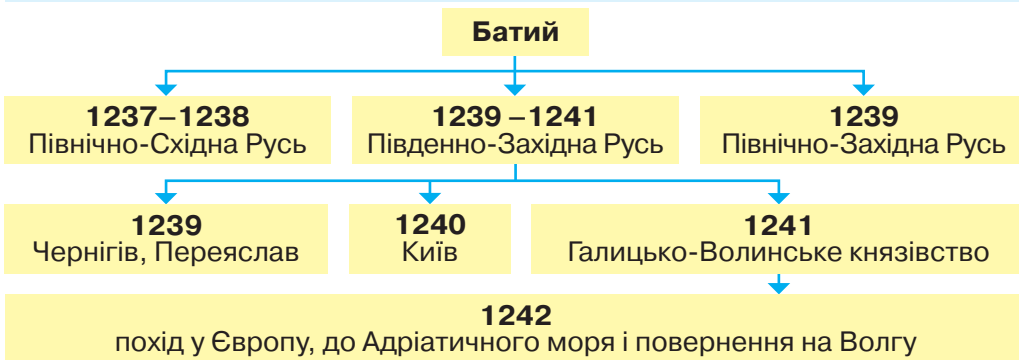 Батий
1237–1238
Північно-Східна Русь
1239 –1241
Південно-Західна Русь
1239
Північно-Західна Русь
1239
Чернігів, Переяслав
1240
Київ
1241
Галицько-Волинське князівство
1242
похід у Європу, до Адріатичного моря і повернення на Волгу